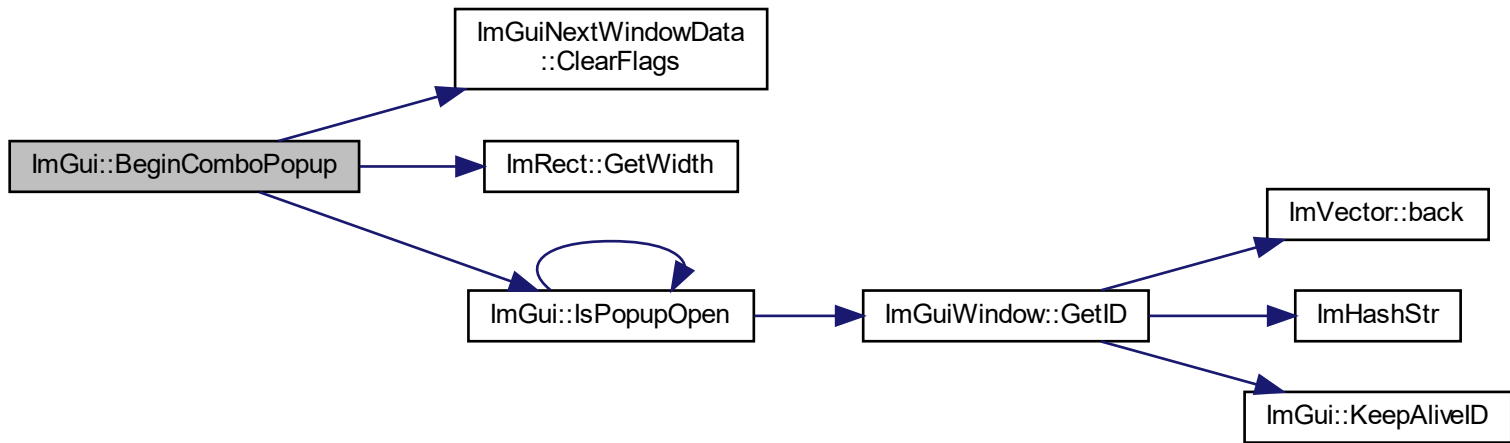 ImGuiNextWindowData
::ClearFlags
ImGui::BeginComboPopup
ImRect::GetWidth
ImVector::back
ImGui::IsPopupOpen
ImGuiWindow::GetID
ImHashStr
ImGui::KeepAliveID